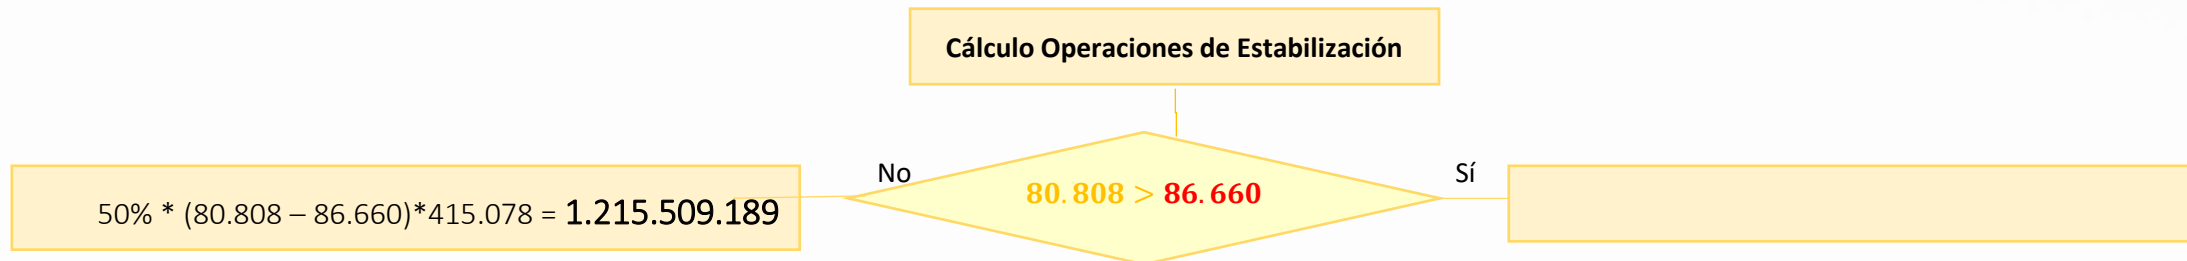 Cálculo Operaciones de Estabilización
No
Sí
80.808 > 86.660
50% * (80.808 – 86.660)*415.078 = 1.215.509.189